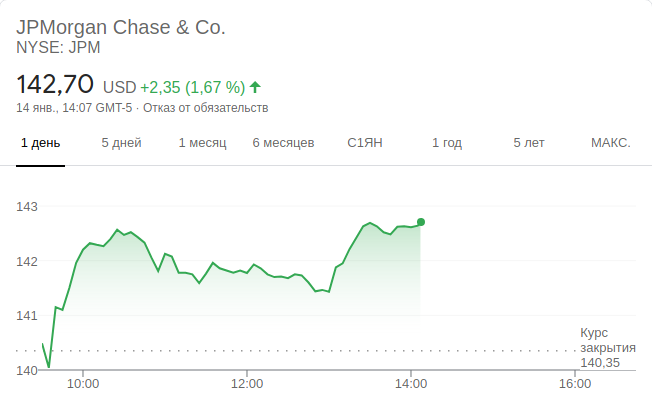 JPMorgan Chase & Co.
NYSE: JPM
142,70 USD +2,35 (1,67 %)
14 янв., 14:07 GMT-5 · Отказ от обязательств
1 день 5 дней 1 месяц 6 месяцев С1ЯН 1 год 5 лет МАКС.
143
142
141
140
Курс
закрытия
140,35
10:00 12:00 14:00 16:00